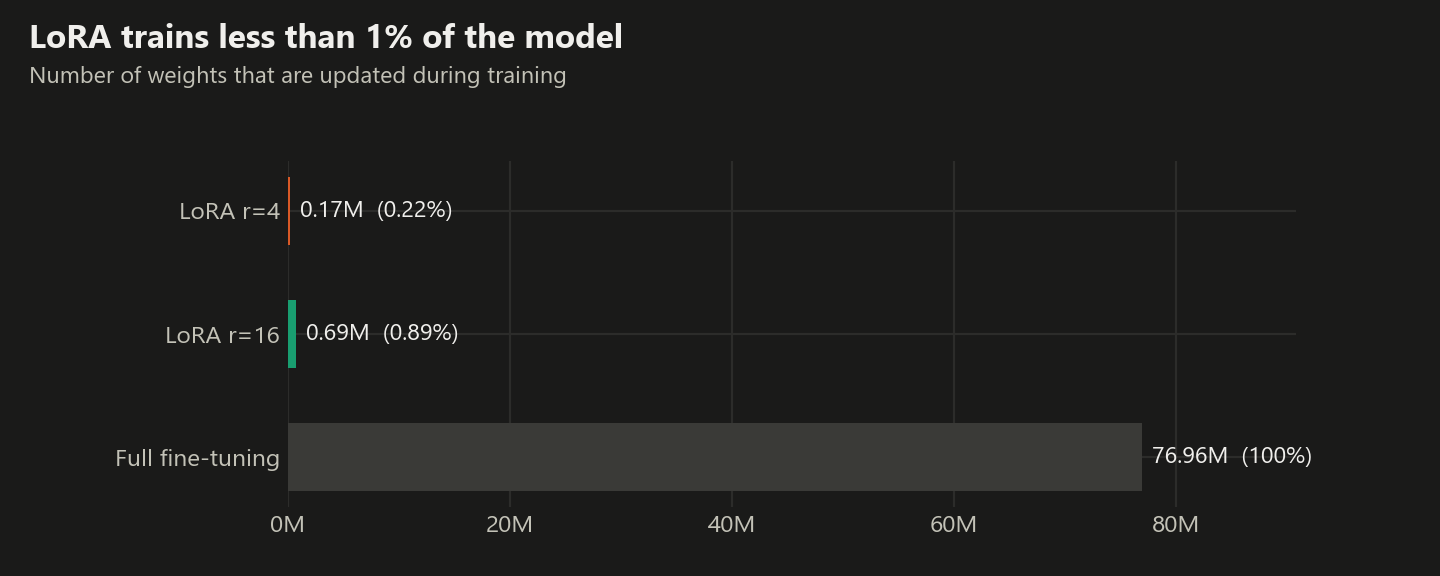 LoRA trains less than 1% of the model
Number of weights that are updated during training
LoRA r=4 0.17M (0.22%)
LoRA r=16 0.69M (0.89%)
Full fine-tuning 76.96M (100%)
0M 20M 40M 60M 80M